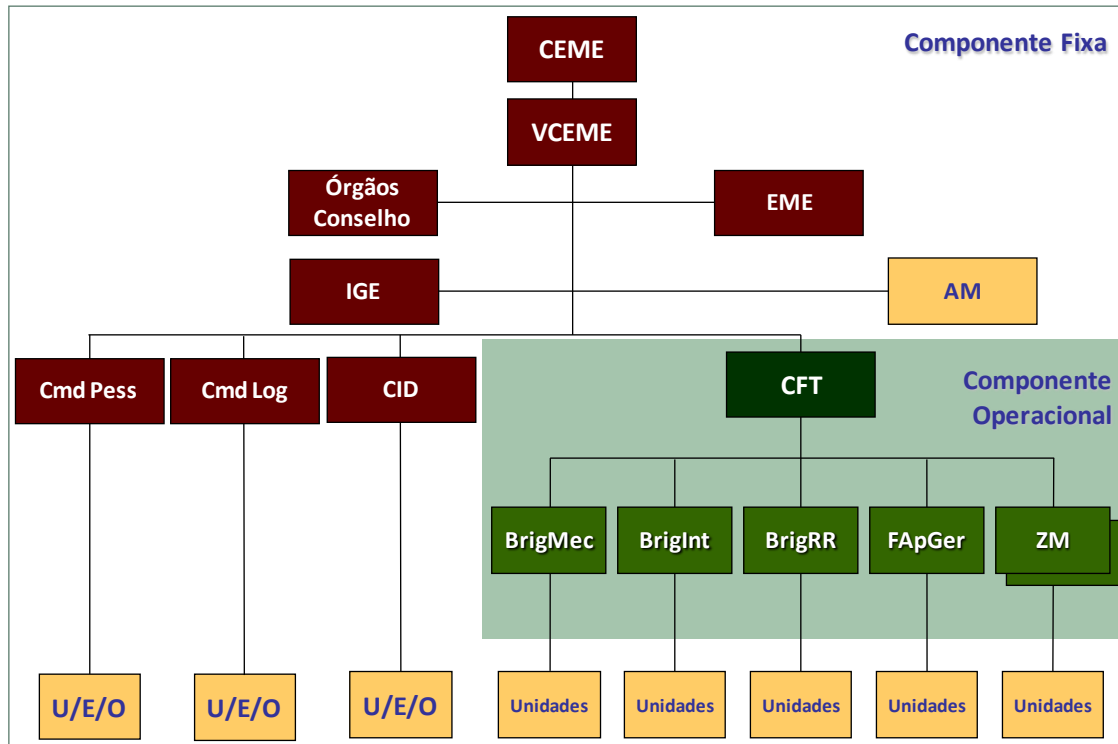 CEME
Componente Fixa
VCEME
Órgãos
Conselho
EME
IGE
AM
Cmd Pess
Cmd Log
CID
CFT
Componente
Operacional
BrigMec
BrigInt
BrigRR
FApGer
ZM
U/E/O
U/E/O
U/E/O
Unidades
Unidades
Unidades
Unidades
Unidades